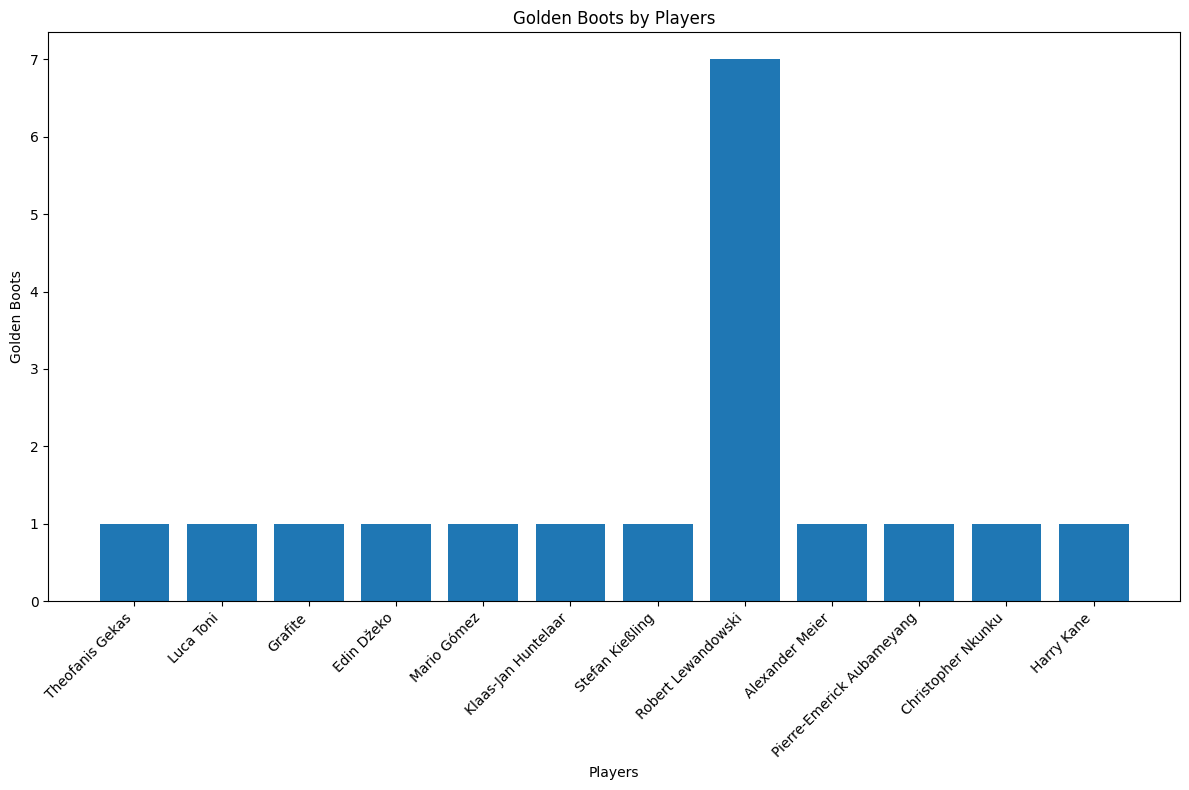 Golden Boots by Players
Golden Boots
7
6
5
4
3
2
1
0
Theofanis Gekas
Luca Toni
Grafite
Edin Džeko
Mario Gómez
Klaas-Jan Huntelaar
Stefan Kießling
Robert Lewandowski
Alexander Meier
Pierre-Emerick Aubameyang
Christopher Nkunku
Harry Kane
Players